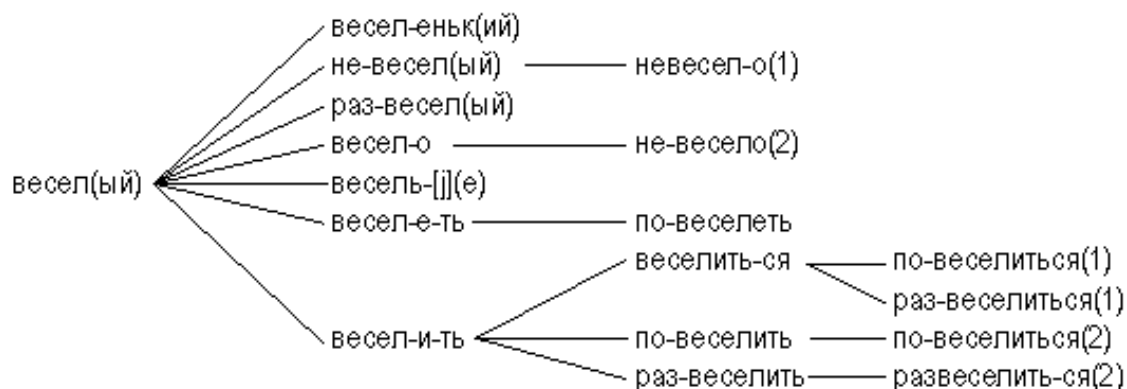 весел-еньк(ий)
не-весел(ый) невесел-о(1)
раз-весел(ый)
весел-о не-весело(2)
весел(ый) весель-[j](е)
весел-е-ть по-веселеть
веселить-ся по-веселиться(1)
раз-веселиться(1)
весел-и-ть по-веселить по-веселиться(2)
раз-веселить развеселить-ся(2)